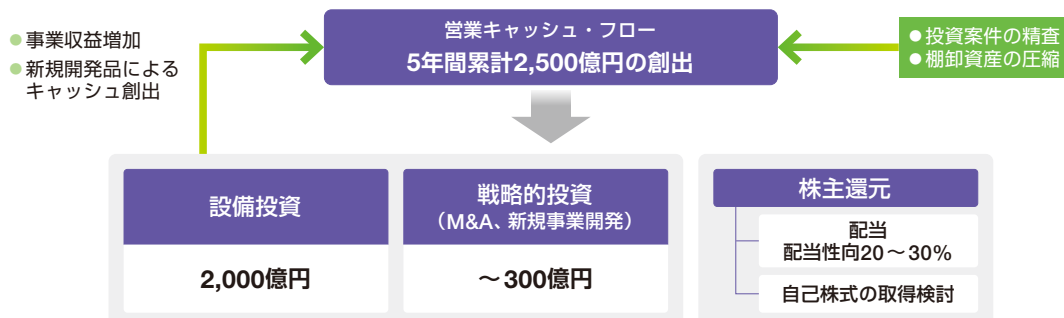 ●事業収益増加
●新規開発品による
キャッシュ創出
営業キャッシュ・フロー
5年間累計2,500億円の創出
●投資案件の精査
●棚卸資産の圧縮
設備投資
2,000億円
戦略的投資
（M&A、新規事業開発）
～300億円
株主還元
配当
配当性向20～30%
自己株式の取得検討